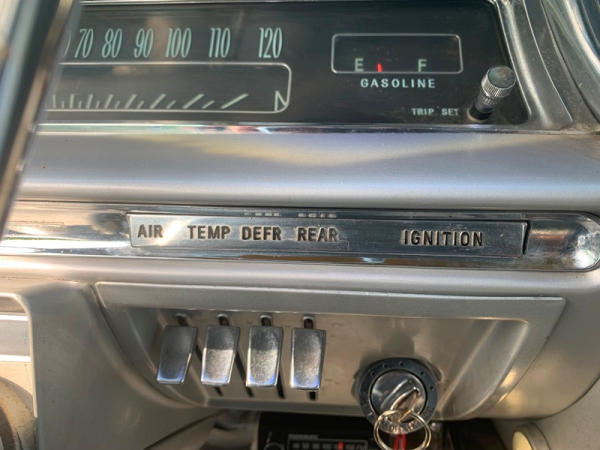 70 80 90 100 110 120
E F
GASOLINE
N
TRIP SET
AIR TEMP DEFR REAR IGNITION